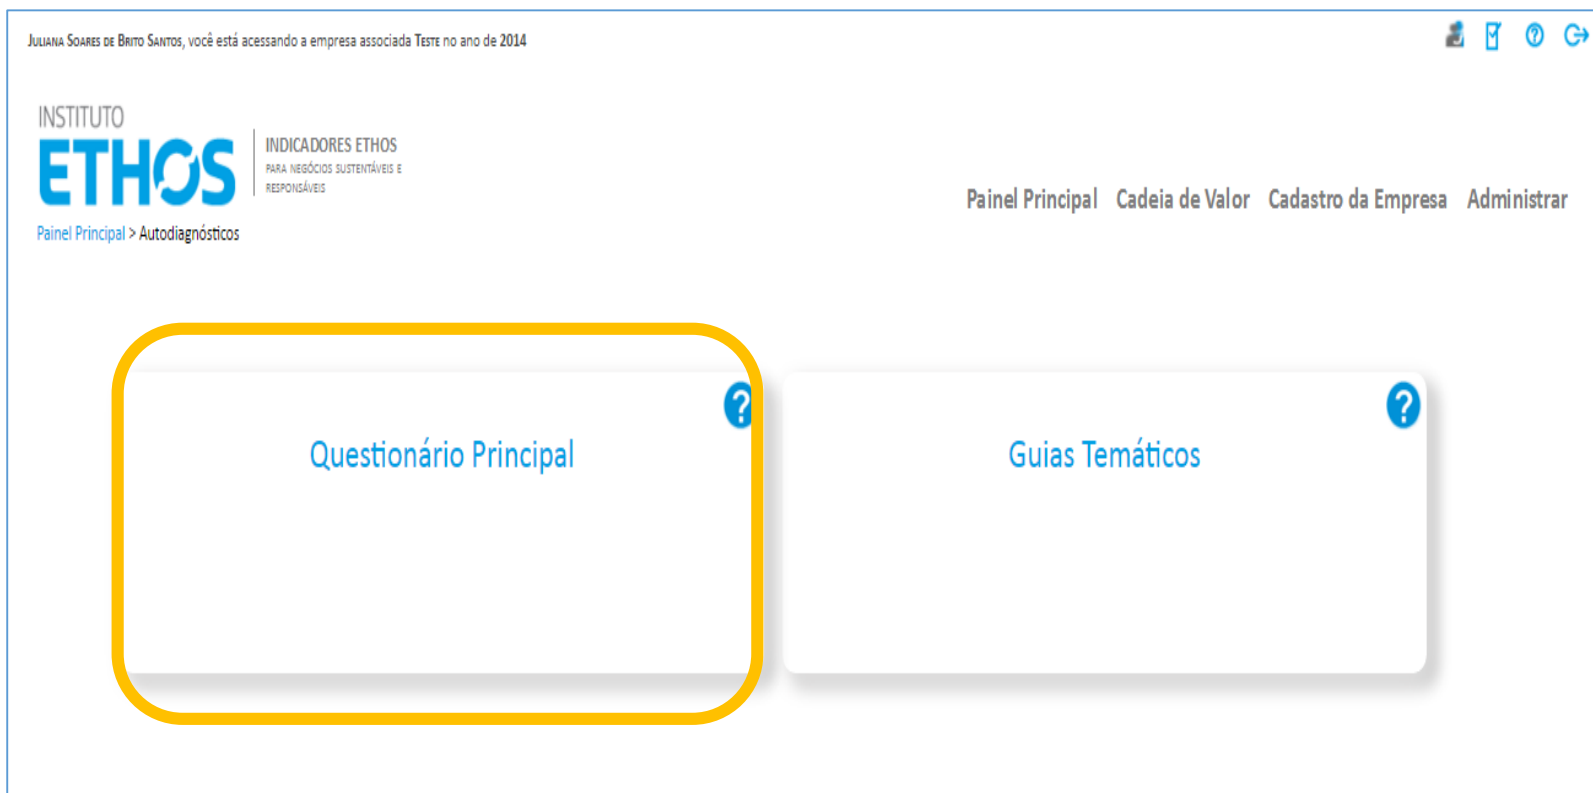 Juliana Soares de Brito Santos, você está acessando a empresa associada Teste no ano de 2014
INSTITUTO
ETHOS
INDICADORES ETHOS
PARA NEGÓCIOS SUSTENTÁVEIS E
RESPONSÁVEIS
Painel Principal Cadeia de Valor Cadastro da Empresa Administrar
Painel Principal > Autodiagnósticos
?
?
?
Questionário Principal
Guias Temáticos